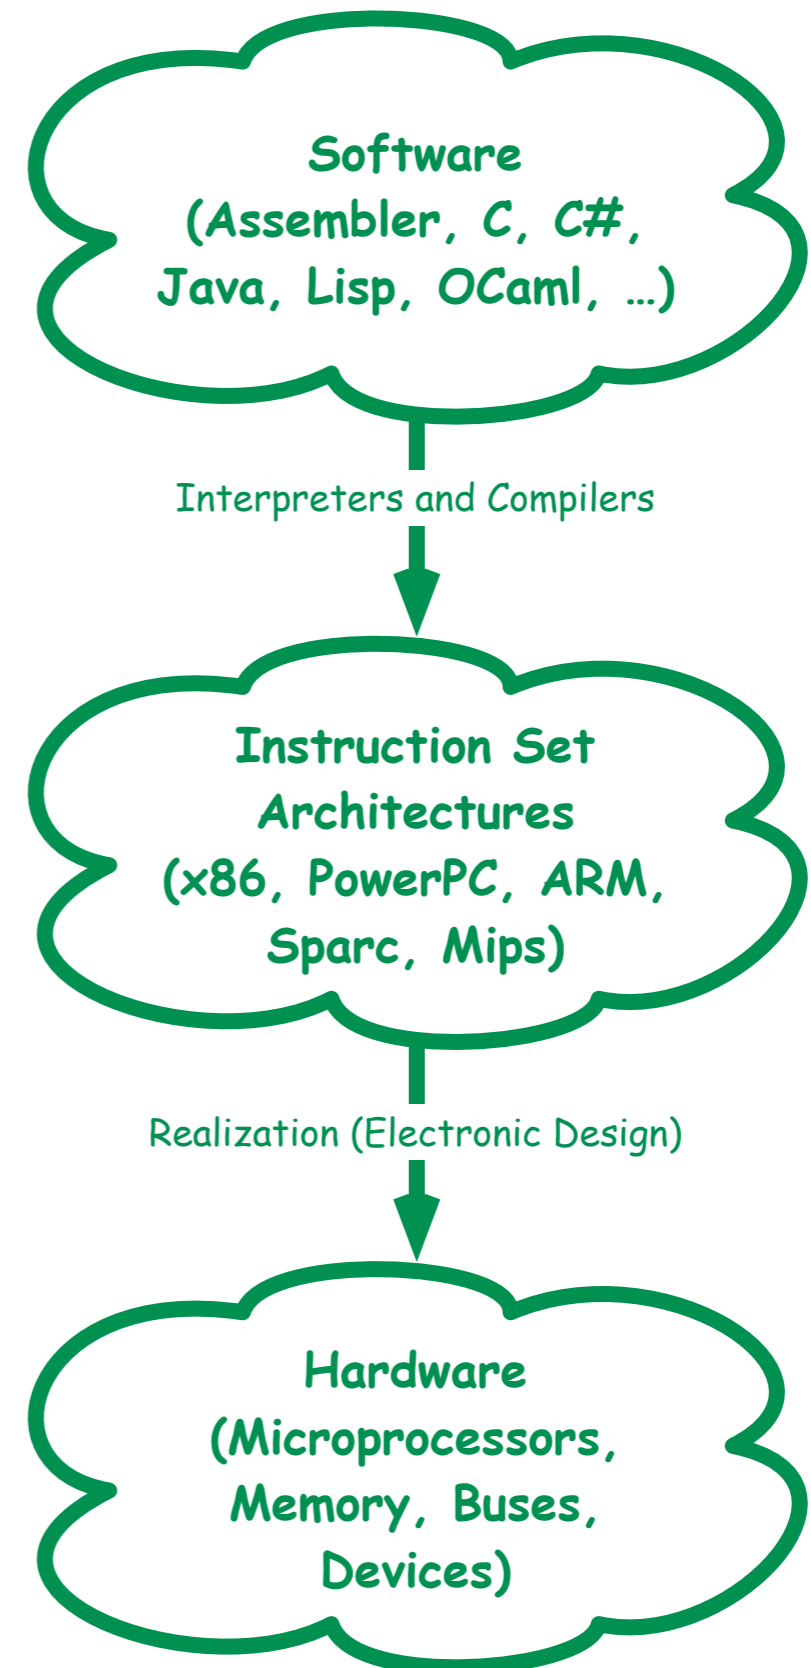 Software
(Assembler, C, C#,
Java, Lisp, OCaml, …)
Interpreters and Compilers
Instruction Set
Architectures
(x86, PowerPC, ARM,
Sparc, Mips)
Realization (Electronic Design)
Hardware
(Microprocessors,
Memory, Buses,
Devices)